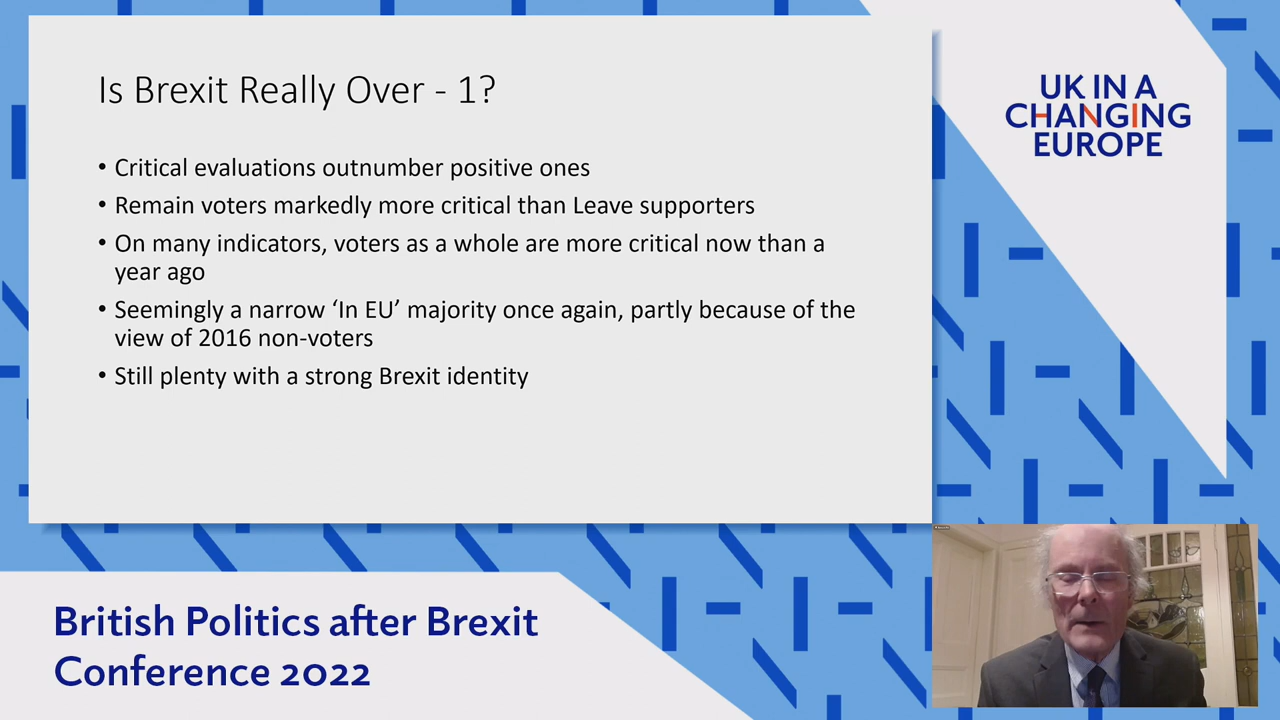 Is Brexit Really Over - 1?
• Critical evaluations outnumber positive ones
• Remain voters markedly more critical than Leave supporters
• On many indicators, voters as a whole are more critical now than a
year ago
• Seemingly a narrow ‘In EU’ majority once again, partly because of the
view of 2016 non-voters
• Still plenty with a strong Brexit identity
UK IN A
CHANGING
EUROPE
British Politics after Brexit
Conference 2022